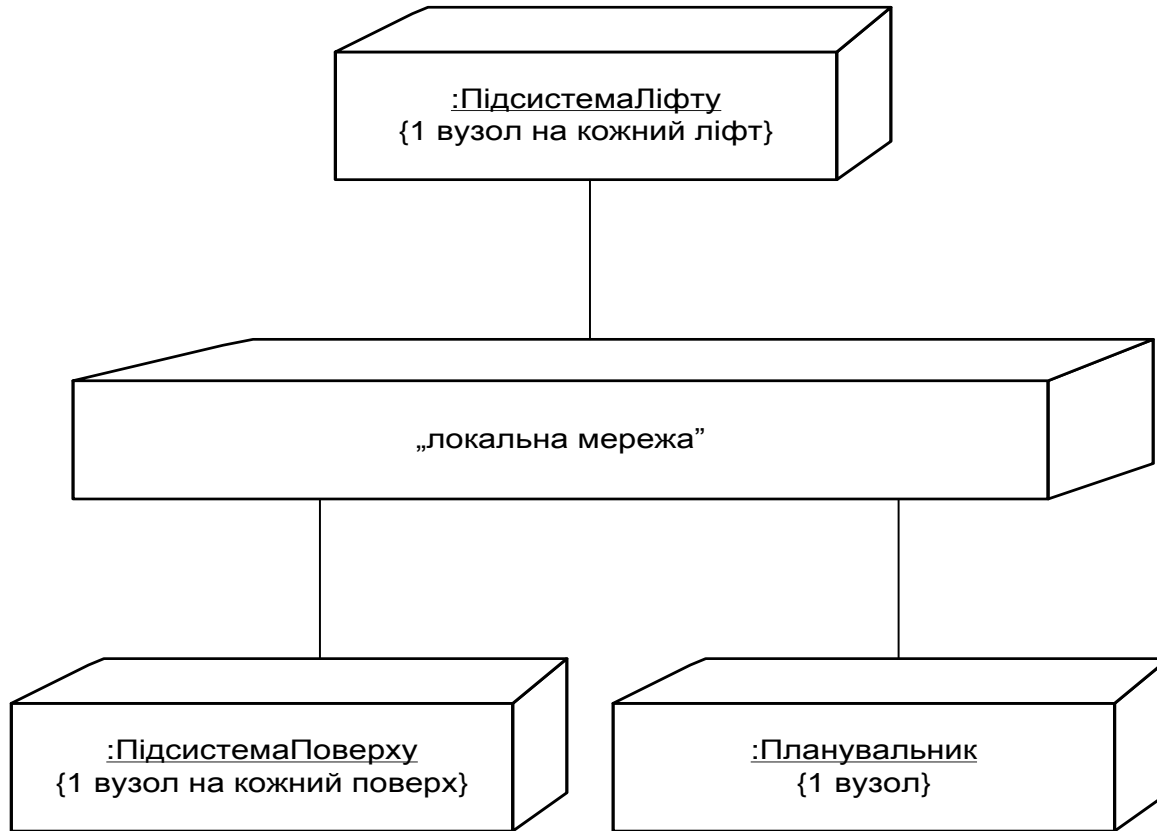 :ПідсистемаЛіфту
{1 вузол на кожний ліфт}
„локальна мережа”
:ПідсистемаПоверху
{1 вузол на кожний поверх}
:Планувальник
{1 вузол}